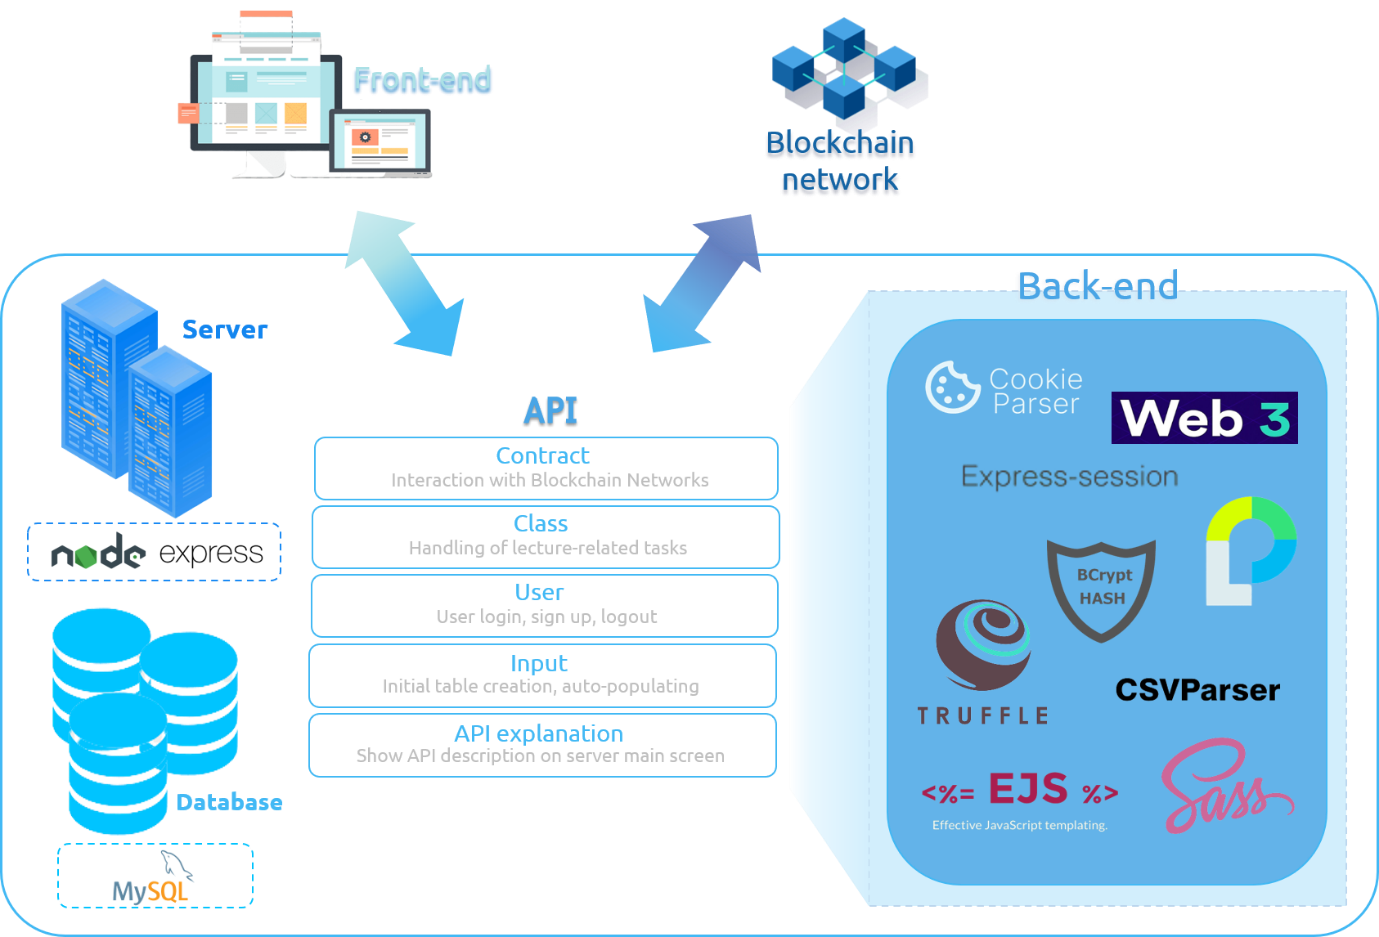 Front-end
Blockchain
network
Back-end
Server
node express
Database
MySQL
API
Contract
Interaction with Blockchain Networks
Class
Handling of lecture-related tasks
User
User login, sign up, logout
Input
Initial table creation, auto-populating
API explanation
Show API description on server main screen
Cookie
Parser
Web 3
Express-session
BCrypt
HASH
TRUFFLE
CSVParser
<%= EJS %>
Effective JavaScript templating.
Sass